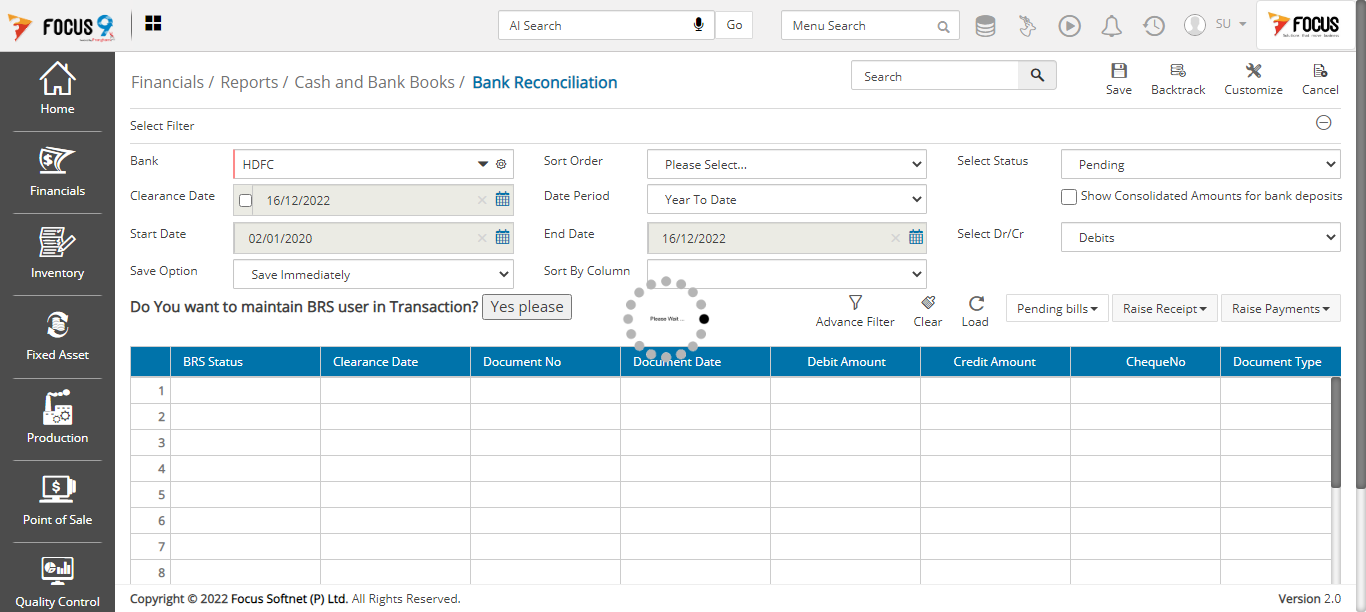 FOCUS 9
AI Search
Go
Menu Search
SU
FOCUS
Home
Financials
Inventory
Fixed Asset
Production
Point of Sale
Quality Control
Financials / Reports / Cash and Bank Books / Bank Reconciliation
Search
Save
Backtrack
Customize
Cancel
Select Filter
Bank
HDFC
Sort Order
Please Select...
Select Status
Pending
Clearance Date
16/12/2022
Date Period
Year To Date
Show Consolidated Amounts for bank deposits
Start Date
02/01/2020
End Date
16/12/2022
Select Dr/Cr
Debits
Save Option
Save Immediately
Sort By Column
Do You want to maintain BRS user in Transaction? Yes please
Please Wait ...
Advance Filter
Clear
Load
Pending bills
Raise Receipt
Raise Payments
BRS Status
Clearance Date
Document No
Document Date
Debit Amount
Credit Amount
ChequeNo
Document Type
1
2
3
4
5
6
7
8
Copyright © 2022 Focus Softnet (P) Ltd. All Rights Reserved.
Version 2.0